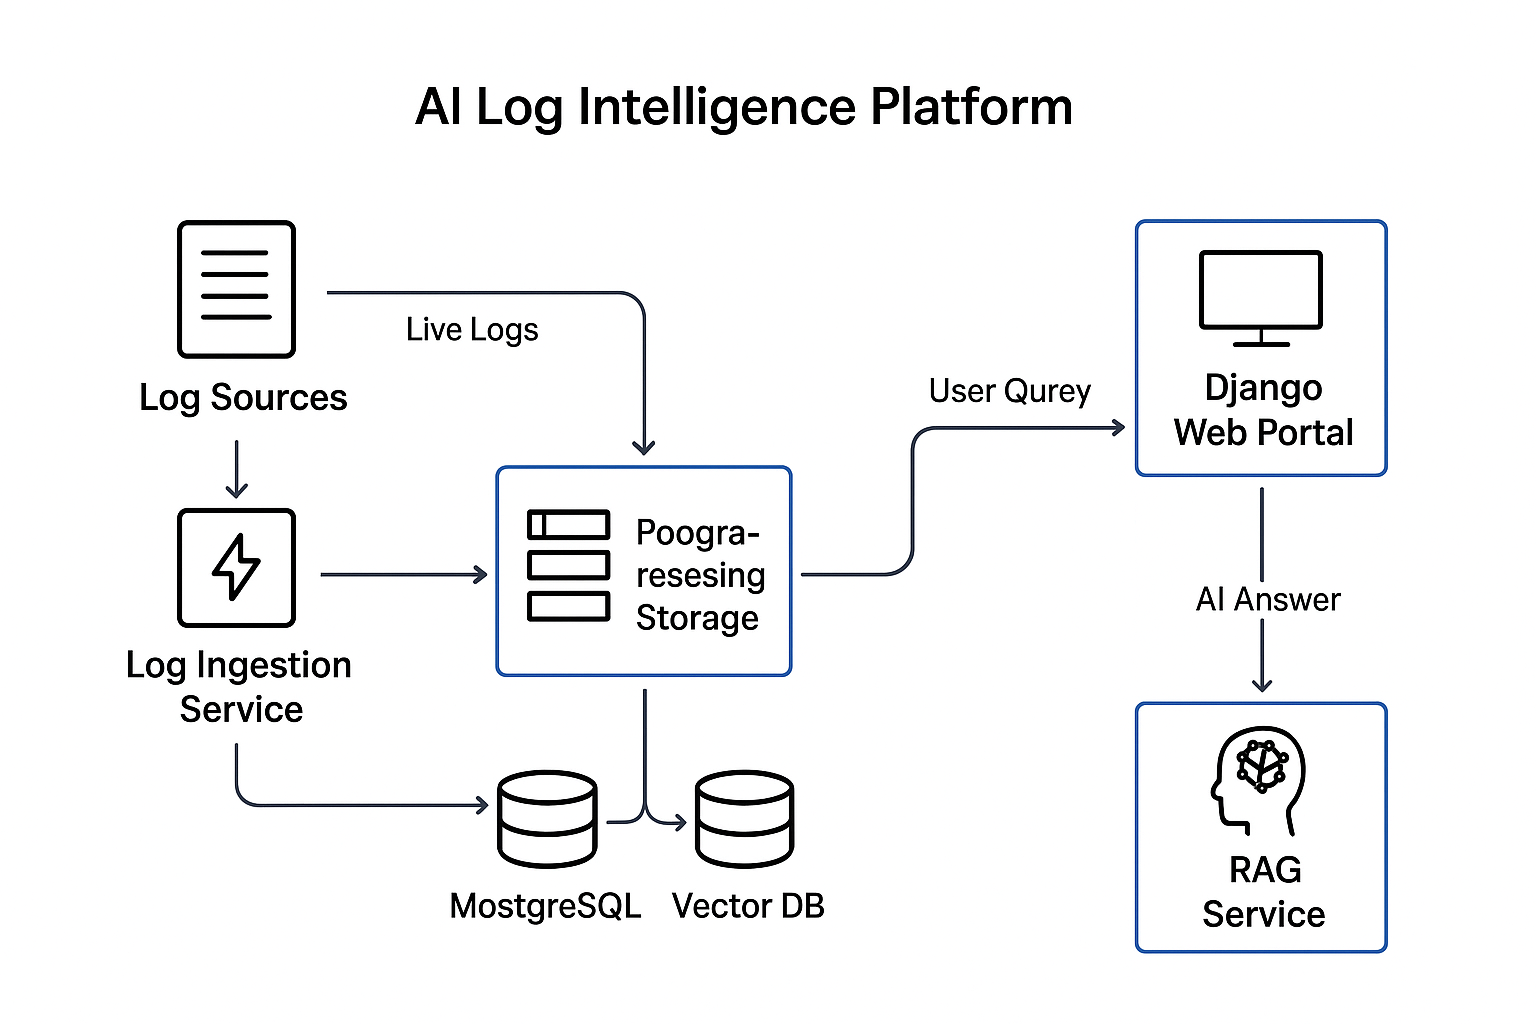 AI Log Intelligence Platform
Log Sources
Live Logs
Log Ingestion
Service
Poogra-
resesing
Storage
MostgreSQL
Vector DB
User Qurey
Django
Web Portal
AI Answer
RAG
Service